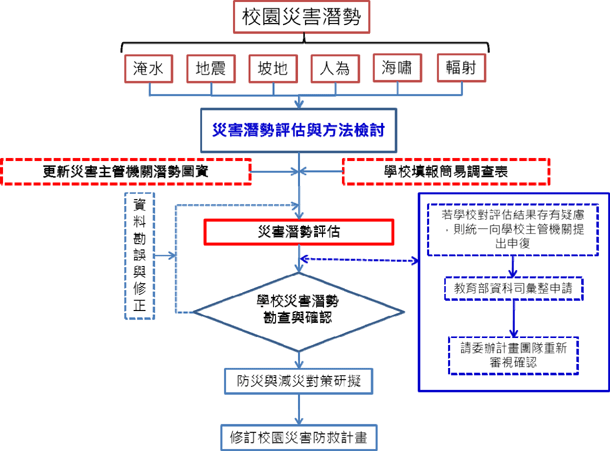 校園災害潛勢
淹水
地震
坡地
人為
海嘯
輻射
災害潛勢評估與方法檢討
更新災害主管機關潛勢圖資
學校填報簡易調查表
資料勘誤與修正
災害潛勢評估
若學校對評估結果存有疑慮
，則統一向學校主管機關提
出申復
教育部資科司彙整申請
請委辦計畫團隊重新
審視確認
學校災害潛勢
勘查與確認
防災與減災對策研擬
修訂校園災害防救計畫